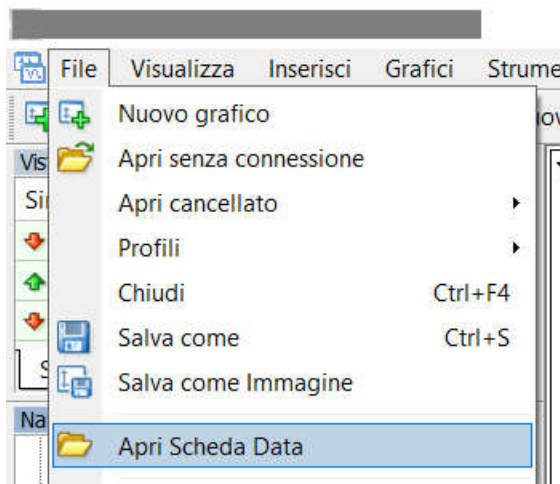 File Visualizza Inserisci Grafici
Nuovo grafico
Apri senza connessione
Apri cancellato
Profili
Chiudi Ctrl+F4
Salva come Ctrl+S
Salva come Immagine
Apri Scheda Data